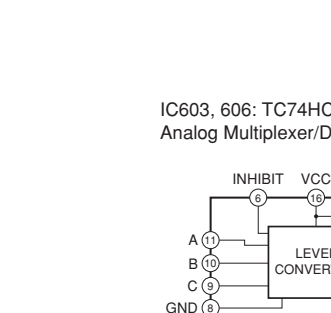 IC603, 606: TC74HC
Analog Multiplexer/D
INHIBIT VCC
6 16
A 11
B 10
C 9
GND 8
LEVEL
CONVER